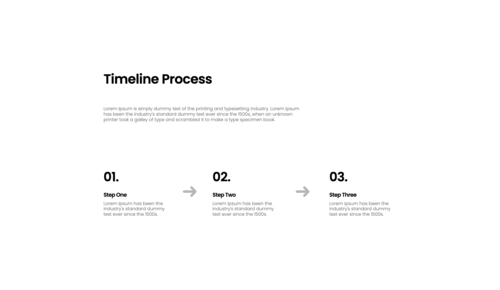 Timeline Process
Lorem Ipsum is simply dummy text of the printing and typesetting industry. Lorem Ipsum
has been the industry's standard dummy text ever since the 1500s, when an unknown
printer took a galley of type and scrambled it to make a type specimen book.
01.
Step One
Lorem Ipsum has been the
industry's standard dummy
text ever since the 1500s.
02.
Step Two
Lorem Ipsum has been the
industry's standard dummy
text ever since the 1500s.
03.
Step Three
Lorem Ipsum has been the
industry's standard dummy
text ever since the 1500s.